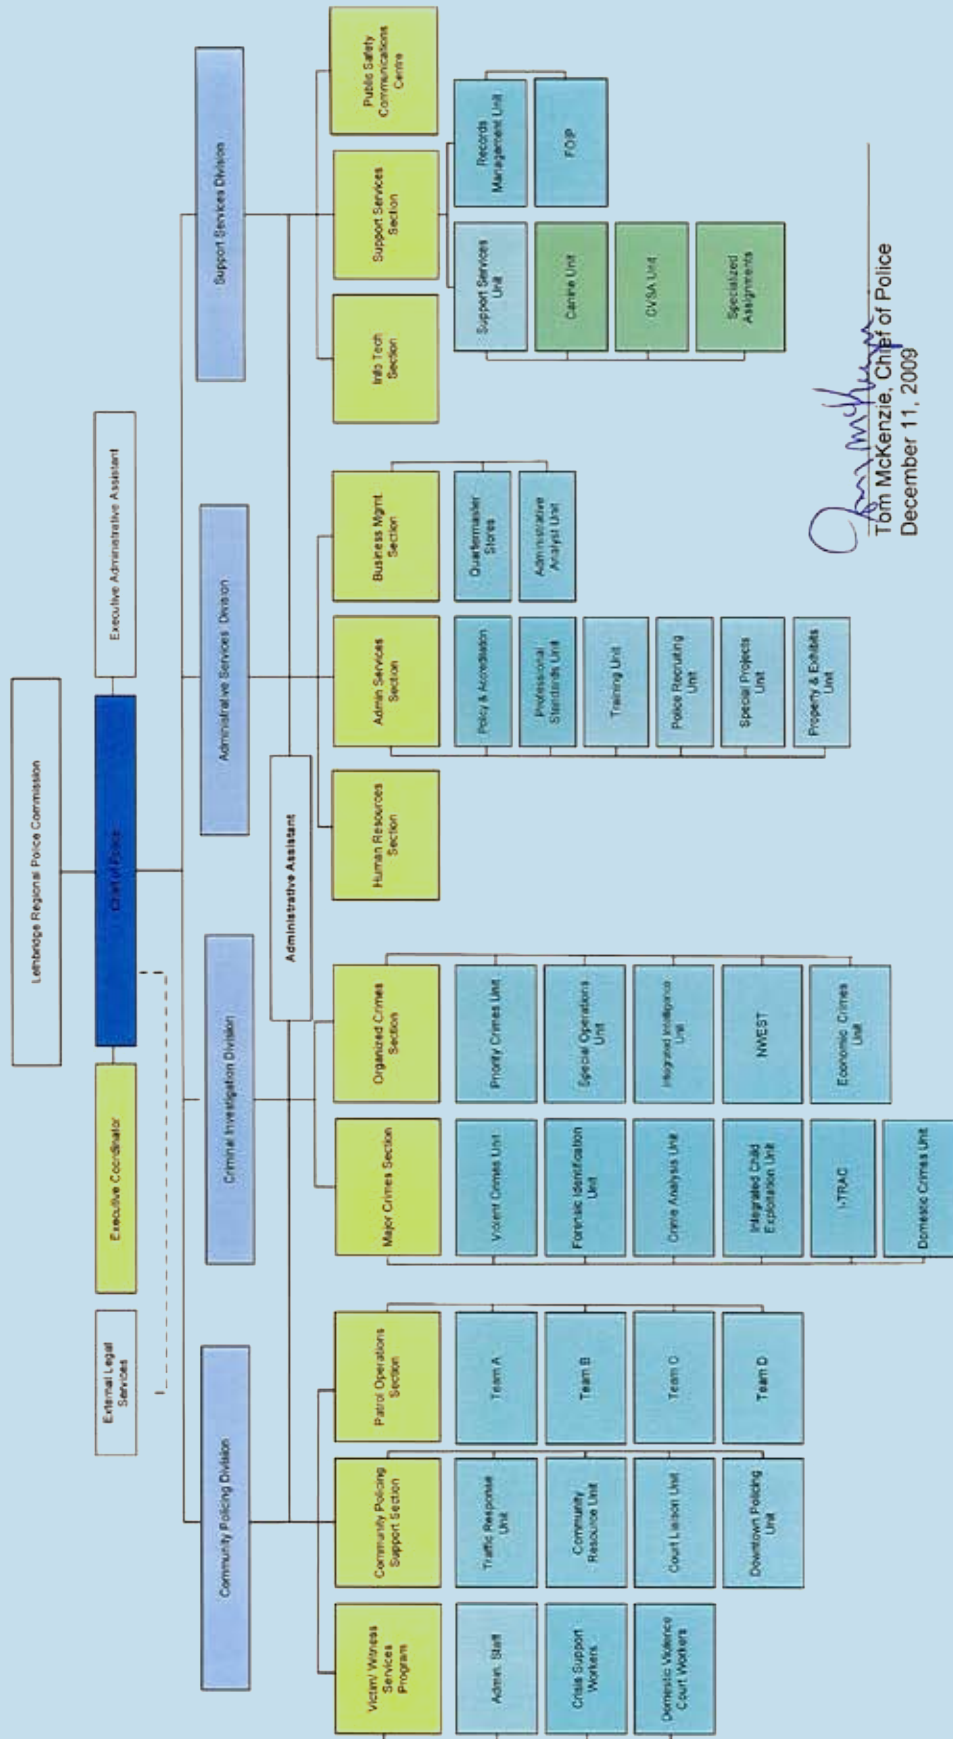 Lethbridge Regional Police Commission
External Legal
Services
Executive Coordinator
Chief of Police
Executive Administrative Assistant
Community Policing Division
Criminal Investigation Division
Administrative Services Division
Support Services Division
Administrative Assistant
Victim/ Witness
Services
Program
Community Policing
Support Section
Patrol Operations
Section
Major Crimes Section
Organized Crimes
Section
Human Resources
Section
Admin Services
Section
Business Mgmt.
Section
Info Tech
Section
Support Services
Section
Public Safety
Communications
Centre
Admin. Staff
Crisis Support
Workers
Domestic Violence
Court Workers
Traffic Response
Unit
Community
Resource Unit
Court Liaison Unit
Downtown Policing
Unit
Team A
Team B
Team C
Team D
Violent Crimes Unit
Forensic Identification
Unit
Crime Analysis Unit
Integrated Child
Exploitation Unit
I-TRAC
Domestic Crimes Unit
Priority Crimes Unit
Special Operations
Unit
Integrated Intelligence
Unit
NWEST
Economic Crimes
Unit
Policy & Accreditation
Professional
Standards Unit
Training Unit
Police Recruiting
Unit
Special Projects
Unit
Property & Exhibits
Unit
Quartermaster
Stores
Administrative
Analyst Unit
Support Services
Unit
Canine Unit
CVSA Unit
Specialized
Assignments
Records
Management Unit
FOIP
Tom McKenzie
Tom McKenzie, Chief of Police
December 11, 2009